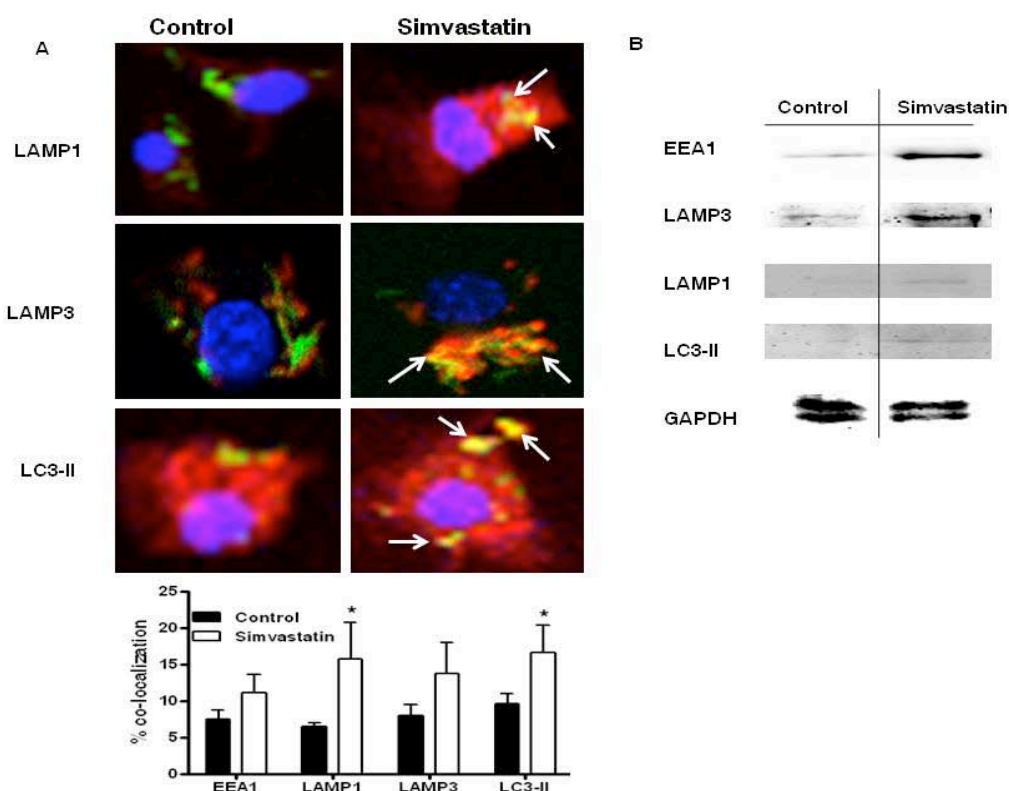 Control Simvastatin
A
LAMP1
LAMP3
LC3-II
25
20
15
10
5
0
% co-localization
Control
Simvastatin
*
*
EEA1 LAMP1 LAMP3 LC3-II
B
Control Simvastatin
EEA1
LAMP3
LAMP1
LC3-II
GAPDH